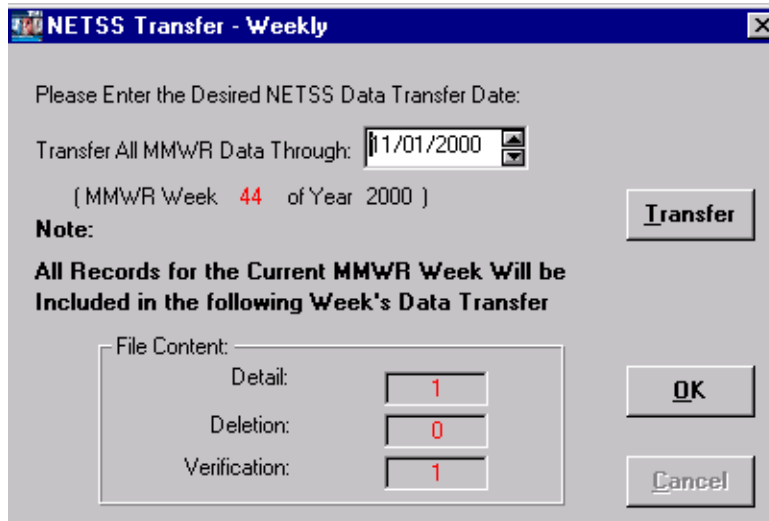 NETSS Transfer - Weekly
Please Enter the Desired NETSS Data Transfer Date:
Transfer All MMWR Data Through: 11/01/2000
( MMWR Week 44 of Year 2000 )
Transfer
Note:
All Records for the Current MMWR Week Will be
Included in the following Week's Data Transfer
File Content:
Detail: 1
OK
Deletion: 0
Verification: 1
Cancel